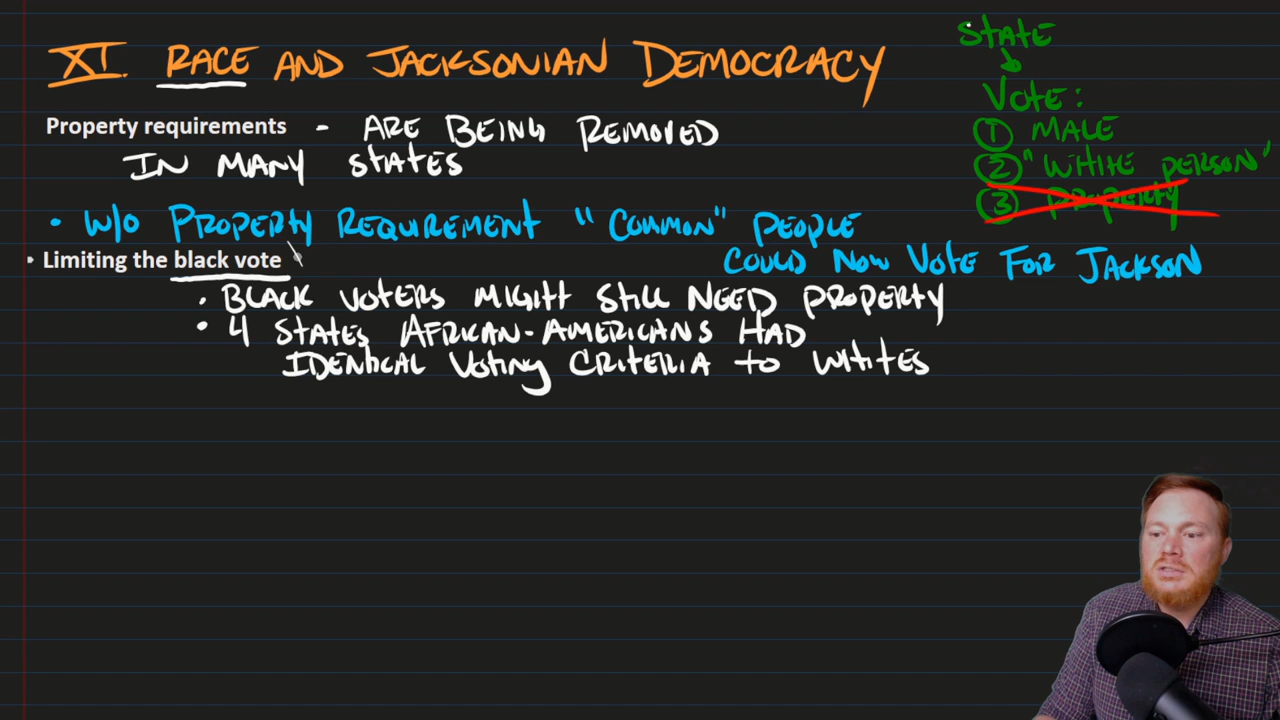 XI. RACE AND JACKSONIAN DEMOCRACY
Property requirements - ARE BEING REMOVED
IN MANY STATES
• W/O PROPERTY REQUIREMENT "COMMON" PEOPLE
COULD NOW VOTE FOR JACKSON
• Limiting the black vote
• BLACK VOTERS MIGHT STILL NEED PROPERTY
• 4 STATES AFRICAN-AMERICANS HAD
IDENTICAL VOTING CRITERIA TO WHITES
STATE
VOTE:
① MALE
② "WHITE PERSON"
③ PROPERTY